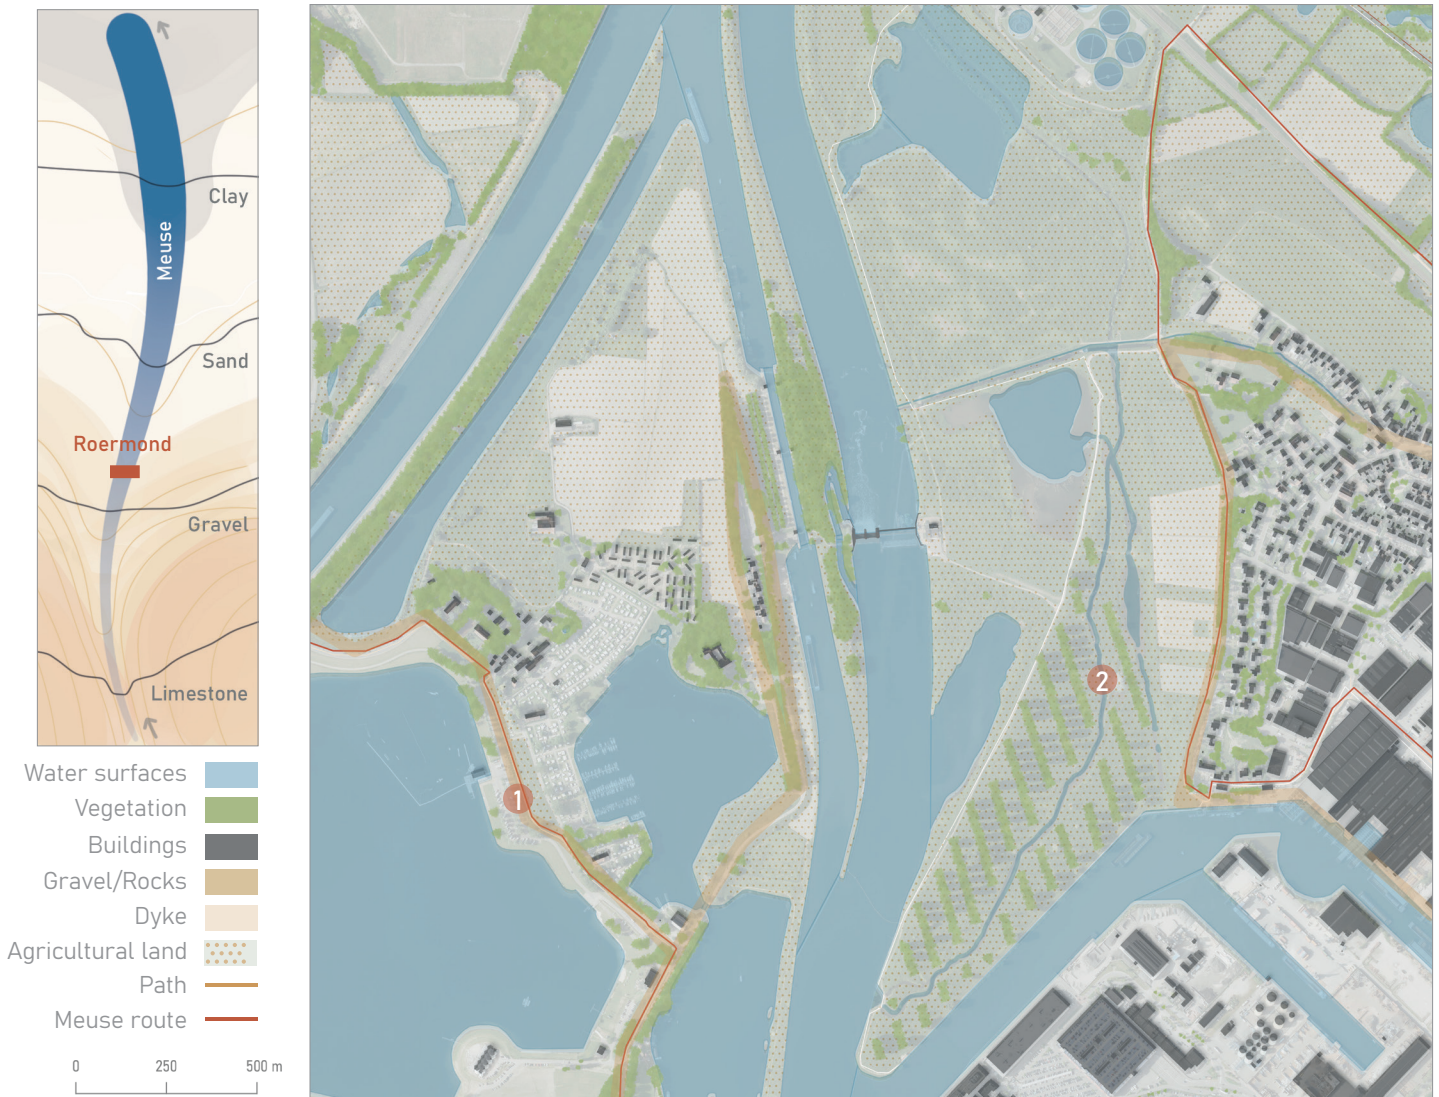 Clay
Meuse
Sand
Roermond
Gravel
Limestone
Water surfaces
Vegetation
Buildings
Gravel/Rocks
Dyke
Agricultural land
Path
Meuse route
0 250 500 m
1
2